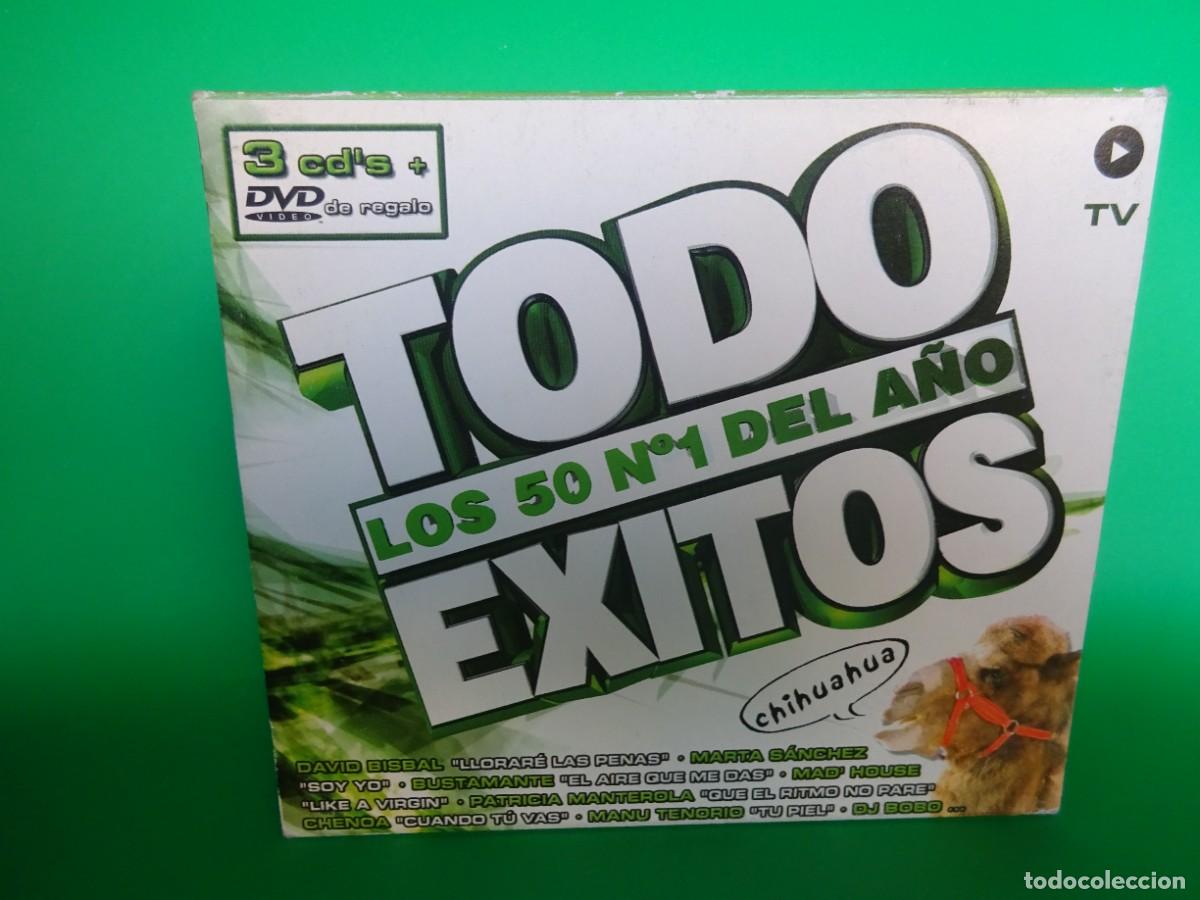 3 cd's +
DVD
VIDEO
de regalo
TV
TODO
LOS 50 Nº1 DEL AÑO
EXITOS
chihuahua
DAVID BISBAL "LLORARÉ LAS PENAS" · MARTA SÁNCHEZ
"SOY YO" · BUSTAMANTE "EL AIRE QUE ME DAS" · MAD' HOUSE
"LIKE A VIRGIN" · PATRICIA MANTEROLA "QUE EL RITMO NO PARE"
CHENOA "CUANDO TÚ VAS" · MANU TENORIO "TU PIEL" · DJ BOBO ...
todocoleccion